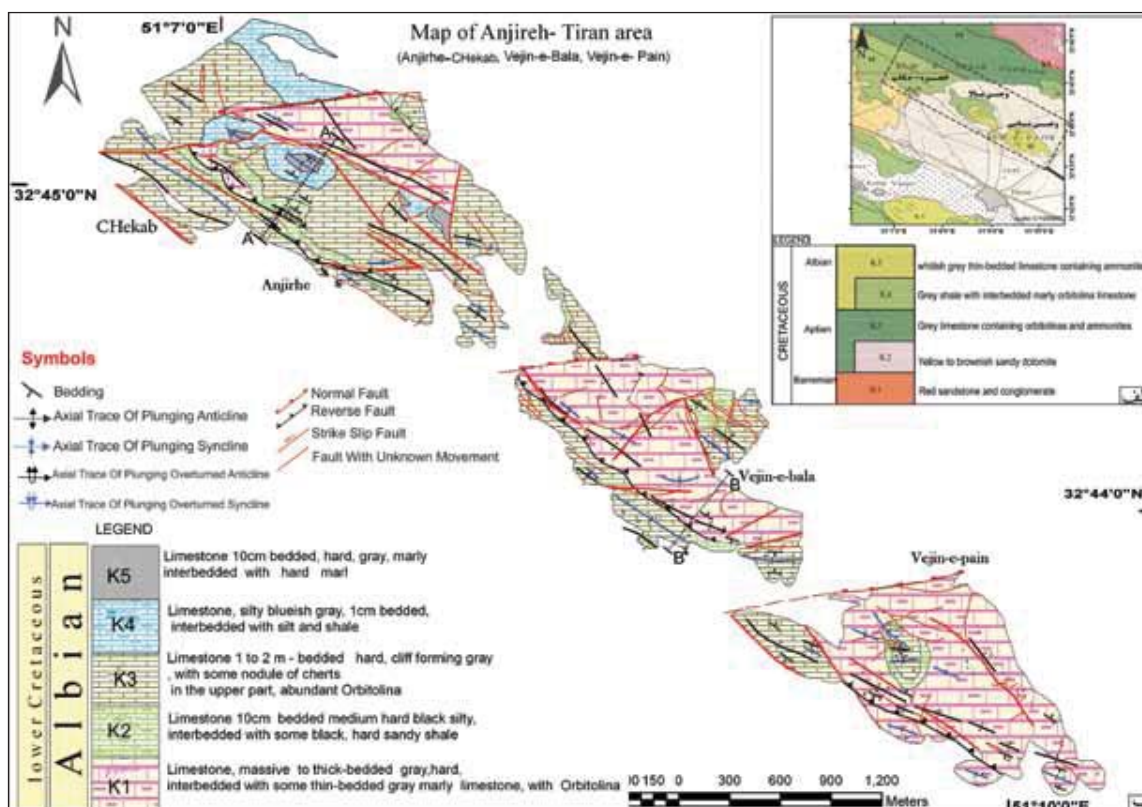 51°7'0"E
Map of Anjireh- Tiran area
(Anjirhe-CHekab, Vejin-e-Bala, Vejin-e- Pain)
N
A'
32°45'0"N
CHekab
A
Anjirhe
N
LEGEND
CRETACEOUS
Albian
whitish grey thin-bedded limestone containing ammonite
Grey shale with interbedded marly orbitolina limestone
Aptian
Grey limestone containing orbitolinas and ammonites
K.2
Yellow to brownish sandy dolomite
Barremian
K.1
Red sandstone and conglomerate
Symbols
Bedding
Axial Trace Of Plunging Anticline
Axial Trace Of Plunging Syncline
Axial Trace Of Plunging Overturned Anticline
Axial Trace Of Plunging Overturned Syncline
Normal Fault
Reverse Fault
Strike Slip Fault
Fault With Unknown Movement
Vejin-e-bala
B
B'
32°44'0"N
Vejin-e-pain
LEGEND
lower Cretaceous
Albian
K5
Limestone 10cm bedded, hard, gray, marly
interbedded with hard marl
K4
Limestone, silty blueish gray, 1cm bedded,
interbedded with silt and shale
K3
Limestone 1 to 2 m - bedded hard, cliff forming gray
, with some nodule of cherts
in the upper part, abundant Orbitolina
K2
Limestone 10cm bedded medium hard black silty,
interbedded with some black, hard sandy shale
K1
Limestone, massive to thick-bedded gray,hard,
interbedded with some thin-bedded gray marly limestone, with Orbitolina
00 150 0 300 600 900 1,200
Meters
51°10'0"E